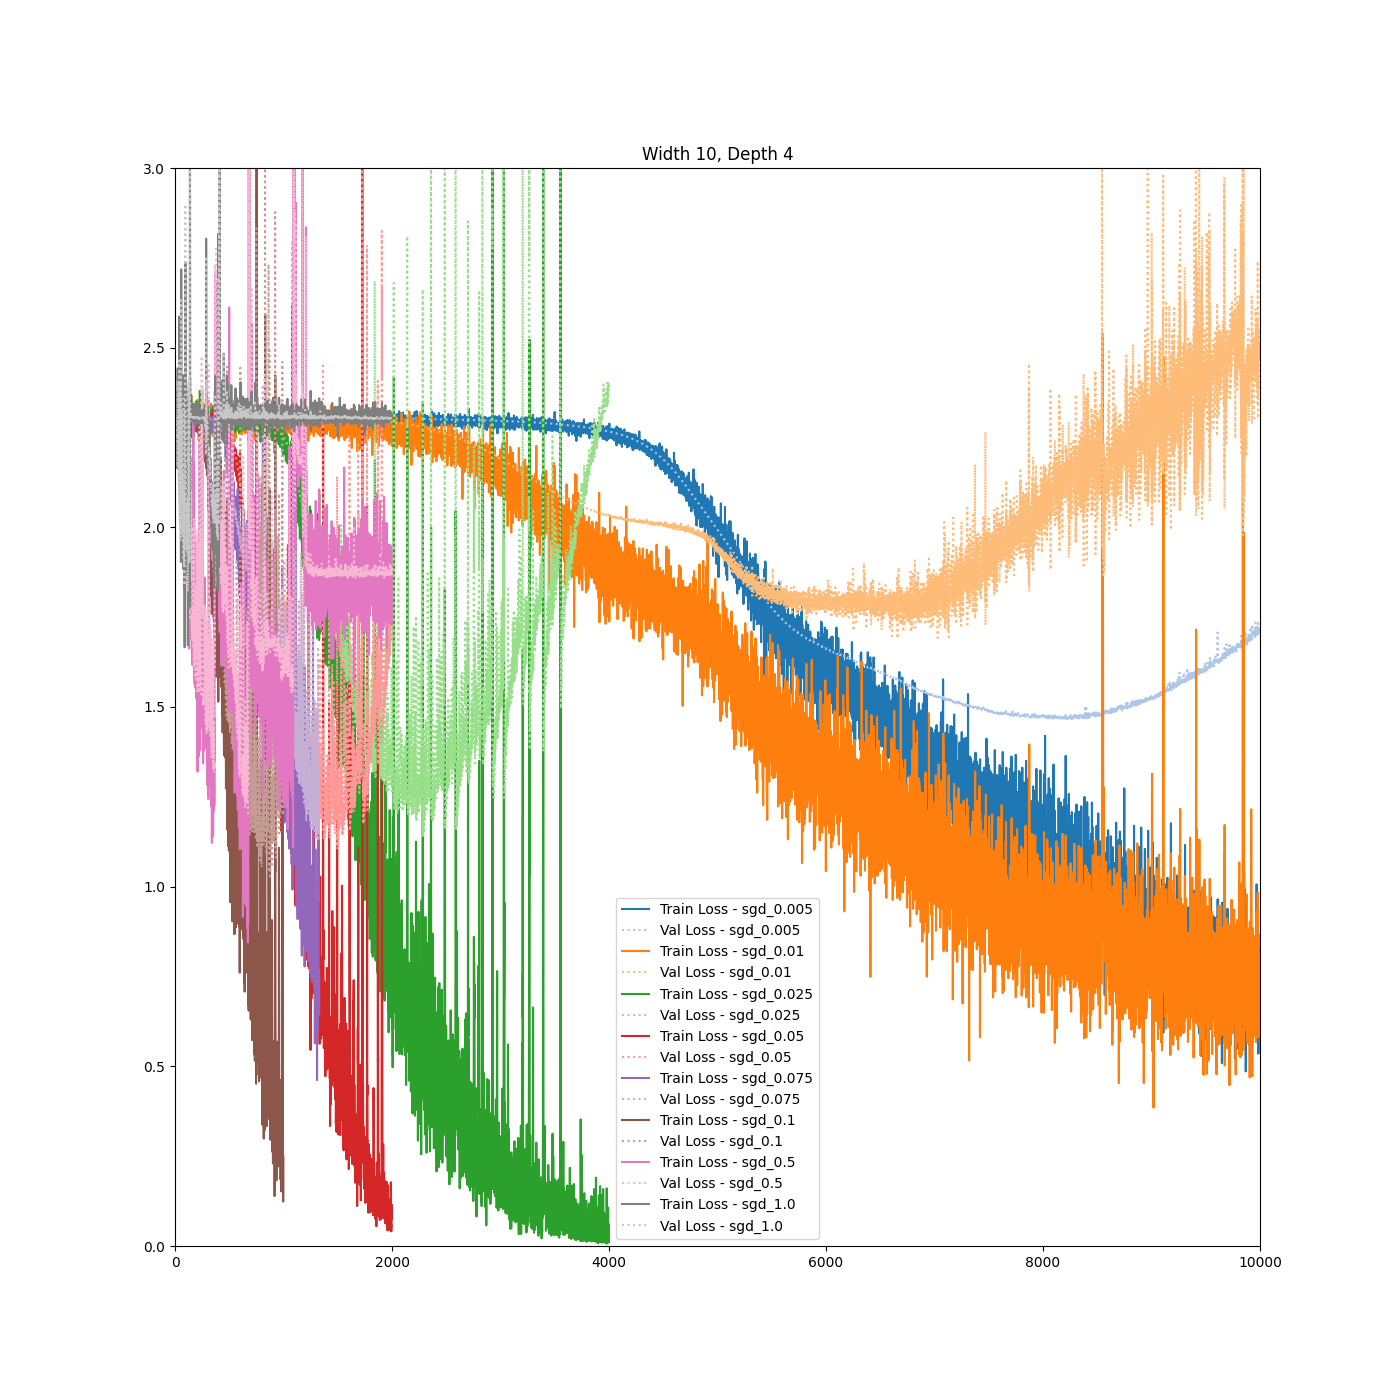 Width 10, Depth 4
3.0
2.5
2.0
1.5
1.0
0.5
0.0
Train Loss - sgd_0.005
Val Loss - sgd_0.005
Train Loss - sgd_0.01
Val Loss - sgd_0.01
Train Loss - sgd_0.025
Val Loss - sgd_0.025
Train Loss - sgd_0.05
Val Loss - sgd_0.05
Train Loss - sgd_0.075
Val Loss - sgd_0.075
Train Loss - sgd_0.1
Val Loss - sgd_0.1
Train Loss - sgd_0.5
Val Loss - sgd_0.5
Train Loss - sgd_1.0
Val Loss - sgd_1.0
0 2000 4000 6000 8000 10000